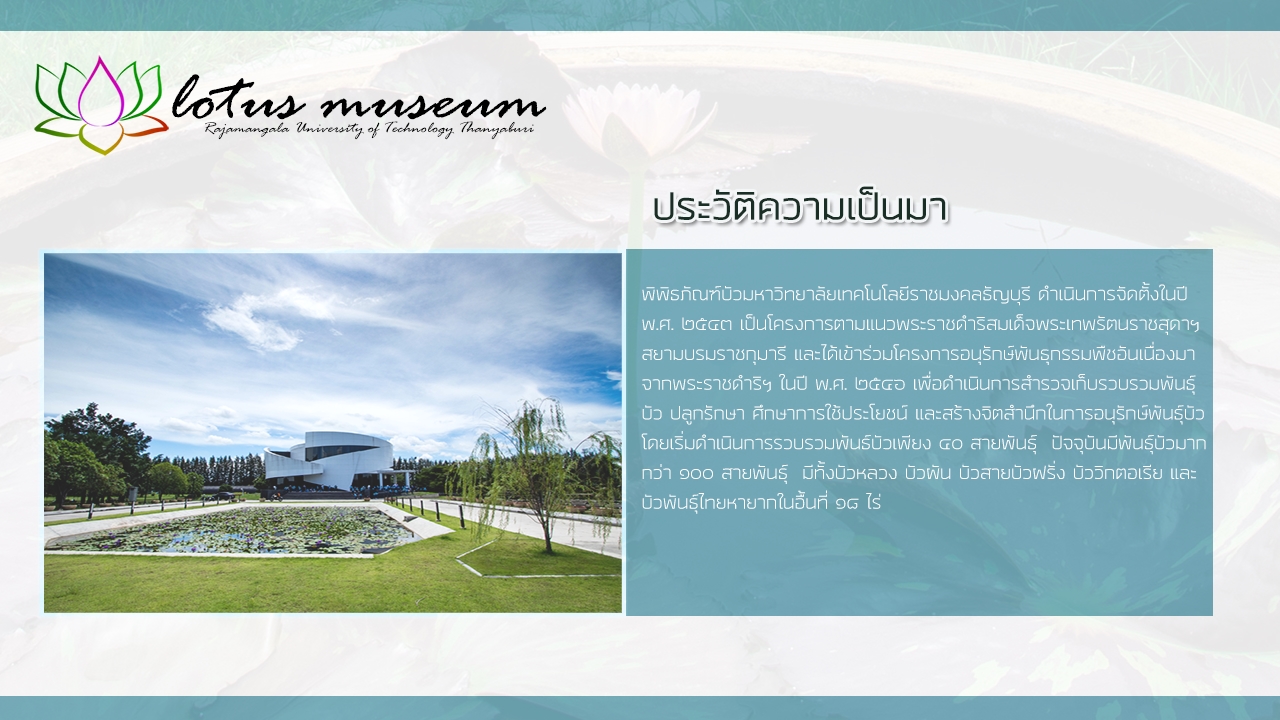 lotus museum
Rajamangala University of Technology Thanyaburi
ประวัติความเป็นมา
พิพิธภัณฑ์บัวมหาวิทยาลัยเทคโนโลยีราชมงคลธัญบุรี ดำเนินการจัดตั้งในปี
พ.ศ. ๒๕๔๓ เป็นโครงการตามแนวพระราชดำริสมเด็จพระเทพรัตนราชสุดาฯ
สยามบรมราชกุมารี และได้เข้าร่วมโครงการอนุรักษ์พันธุกรรมพืชอันเนื่องมา
จากพระราชดำริฯ ในปี พ.ศ. ๒๕๔๖ เพื่อดำเนินการสำรวจเก็บรวบรวมพันธุ์
บัว ปลูกรักษา ศึกษาการใช้ประโยชน์ และสร้างจิตสำนึกในการอนุรักษ์พันธุ์บัว
โดยเริ่มดำเนินการรวบรวมพันธ์บัวเพียง ๔๐ สายพันธุ์ ปัจจุบันมีพันธุ์บัวมาก
กว่า ๑๐๐ สายพันธุ์ มีทั้งบัวหลวง บัวผัน บัวสายบัวฝรั่ง บัววิกตอเรีย และ
บัวพันธุ์ไทยหายากในอื้นที่ ๑๘ ไร่